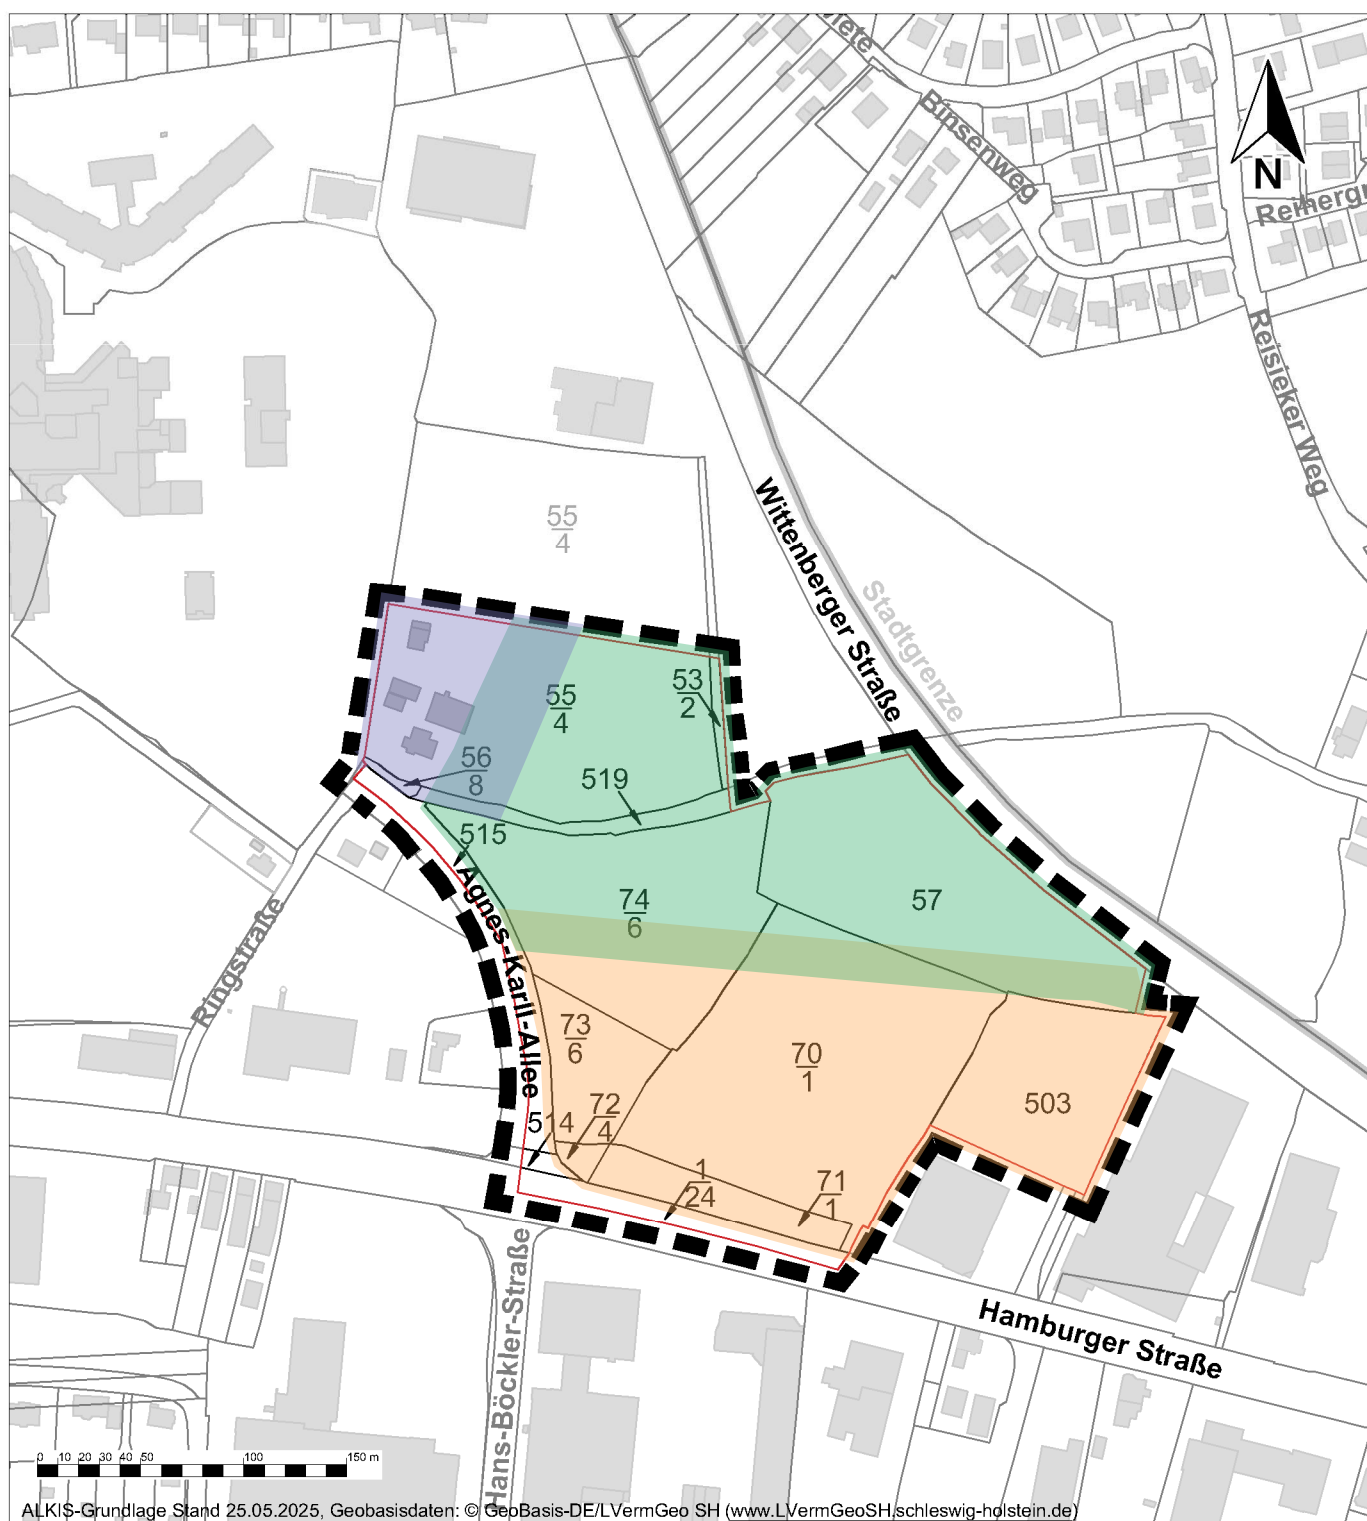 Binsenweg
N
Reisieker Weg
55
4
Wittenberger Straße
Stadtgrenze
55
4
53
2
56
8
519
515
74
6
57
Agnes-Karll-Allee
Ringstraße
73
6
70
1
503
72
4
514
1
24
71
1
Hans-Böckler-Straße
Hamburger Straße
0 10 20 30 40 50 100 150 m
ALKIS-Grundlage Stand 25.05.2025, Geobasisdaten: © GeoBasis-DE/LVermGeo SH (www.LVermGeoSH.schleswig-holstein.de)